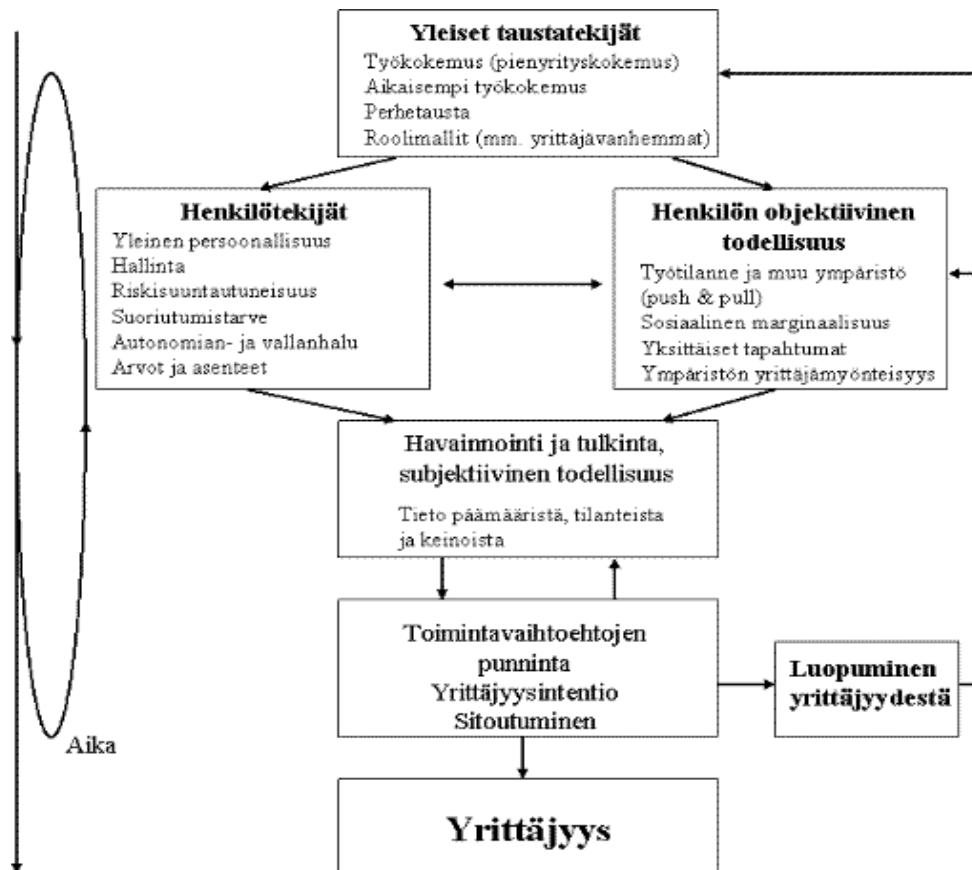 Yleiset taustatekijät
Työkokemus (pienyrityskokemus)
Aikaisempi työkokemus
Perhetausta
Roolimallit (mm. yrittäjävanhemmat)
Henkilötekijät
Yleinen persoonallisuus
Hallinta
Riskisuuntautuneisuus
Suoriutumistarve
Autonomian- ja vallanhalu
Arvot ja asenteet
Henkilön objektiivinen
todellisuus
Työtilanne ja muu ympäristö
(push & pull)
Sosiaalinen marginaalisuus
Yksittäiset tapahtumat
Ympäristön yrittäjämyönteisyys
Havainnointi ja tulkinta,
subjektiivinen todellisuus
Tieto päämääristä, tilanteista
ja keinoista
Toimintavaihtoehtojen
punninta
Yrittäjyysintentio
Sitoutuminen
Luopuminen
yrittäjyydestä
Aika
Yrittäjyys